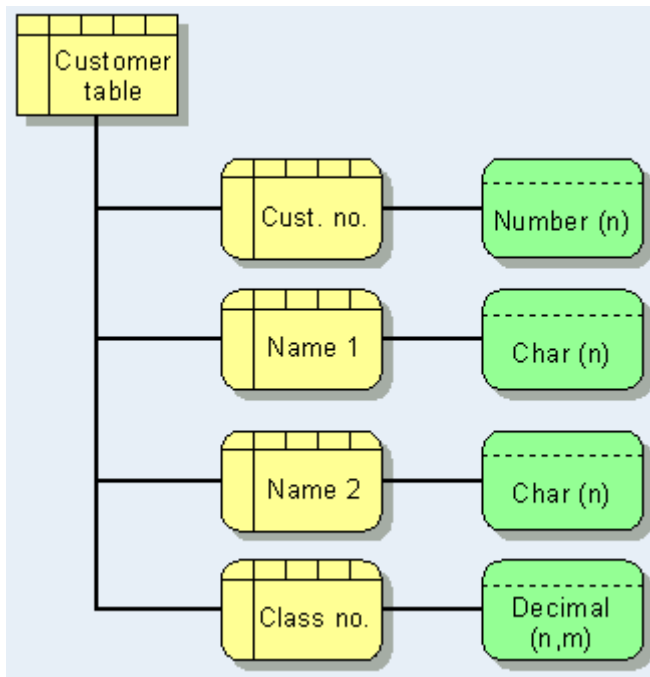 Customer
table
Cust. no.
Number (n)
Name 1
Char (n)
Name 2
Char (n)
Class no.
Decimal
(n,m)